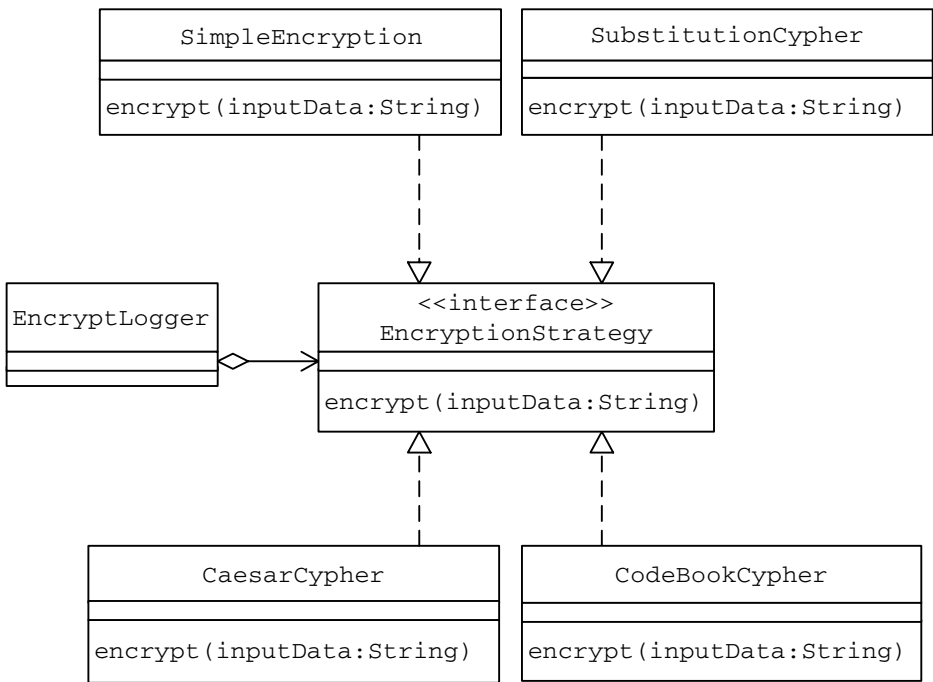 SimpleEncryption
encrypt(inputData:String)
SubstitutionCypher
encrypt(inputData:String)
EncryptLogger
<<interface>>
EncryptionStrategy
encrypt(inputData:String)
CaesarCypher
encrypt(inputData:String)
CodeBookCypher
encrypt(inputData:String)